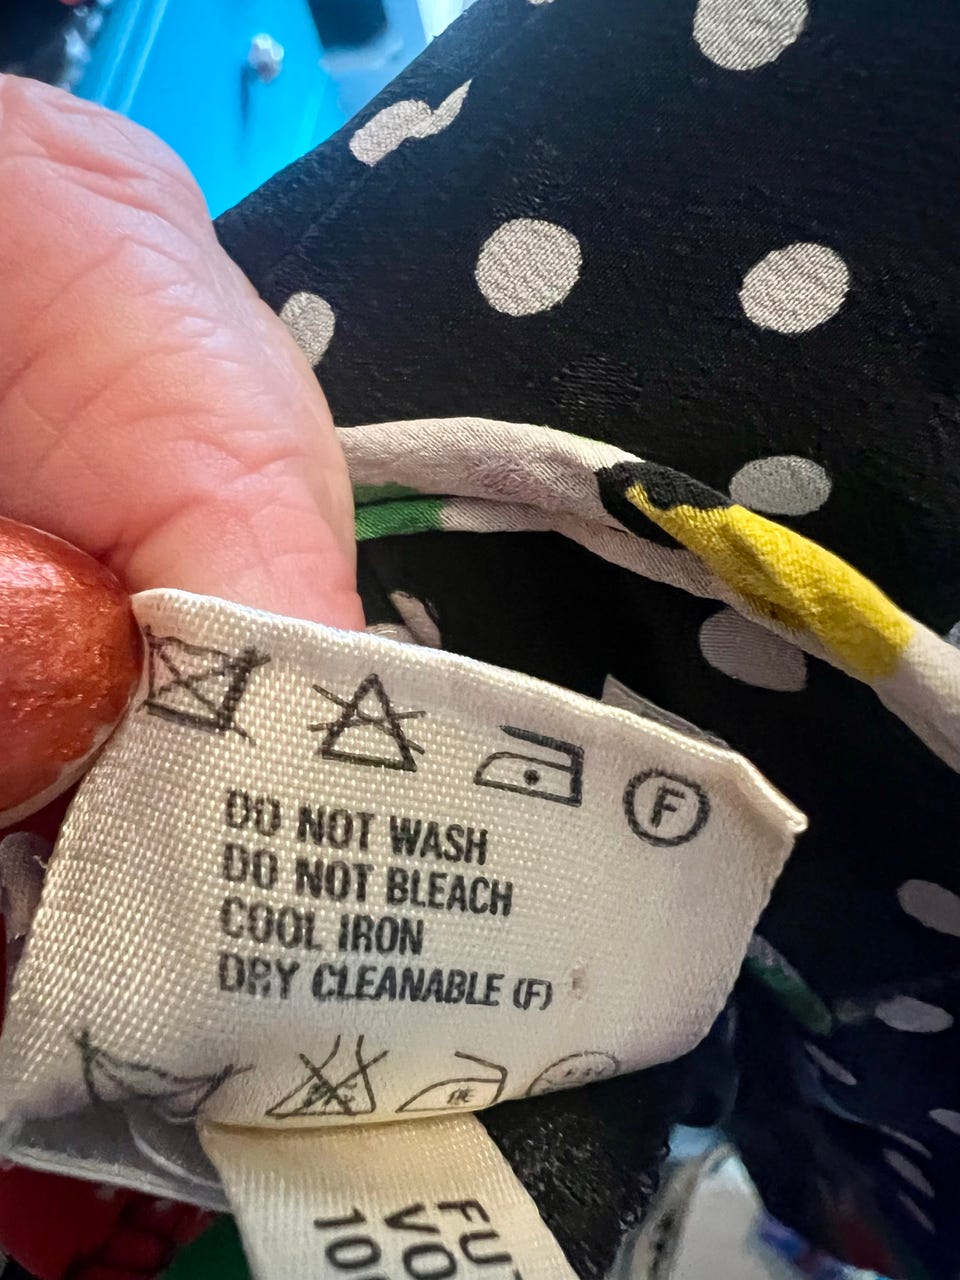 F
DO NOT WASH
DO NOT BLEACH
COOL IRON
DRY CLEANABLE (F)